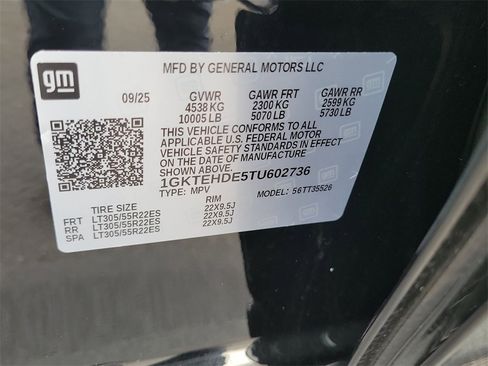 gm
MFD BY GENERAL MOTORS LLC
09/25 GVWR GAWR FRT GAWR RR
4538 KG 2300 KG 2599 KG
10005 LB 5070 LB 5730 LB
THIS VEHICLE CONFORMS TO ALL
APPLICABLE U.S. FEDERAL MOTOR
VEHICLE SAFETY STANDARDS IN EFFECT
ON THE DATE OF MANUFACTURE
SHOWN ABOVE.
1GKTEHDE5TU602736
TYPE: MPV 56TT35526
TIRE SIZE RIM
FRT LT305/55R22ES 22X9.5J
RR LT305/55R22ES 22X9.5J
SPA LT305/55R22ES 22X9.5J